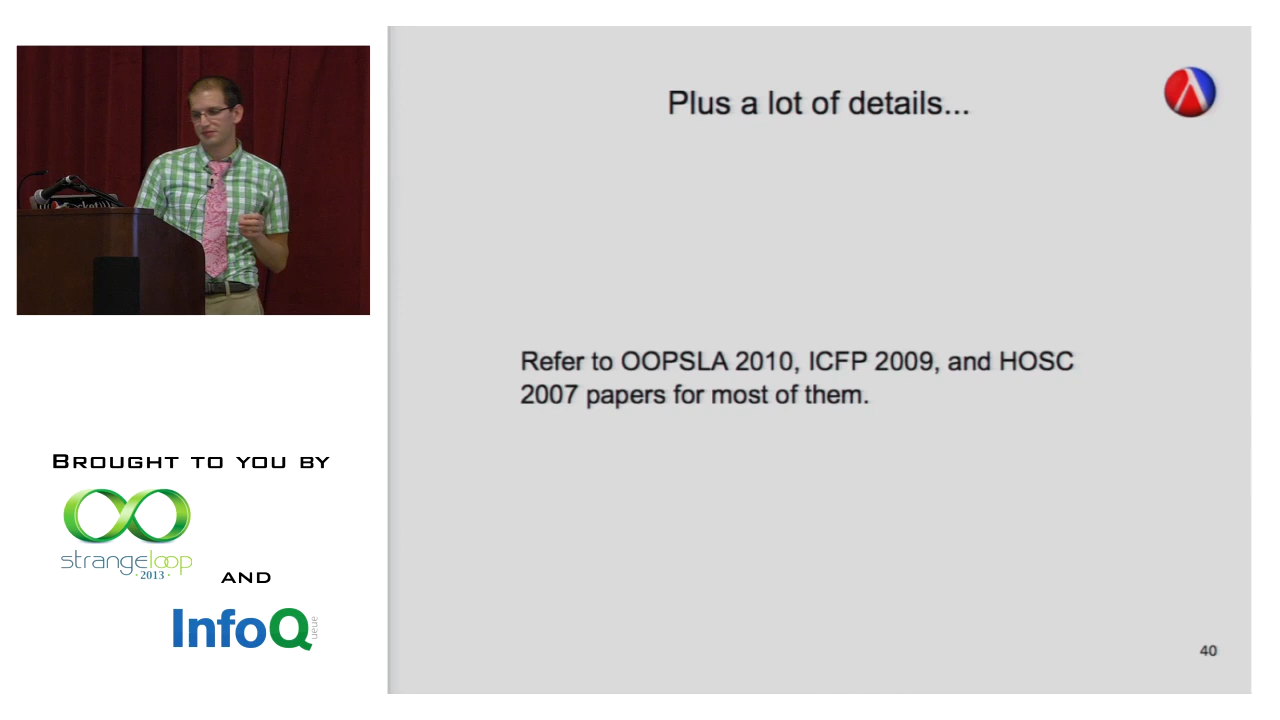 Plus a lot of details...
Refer to OOPSLA 2010, ICFP 2009, and HOSC
2007 papers for most of them.
40
BROUGHT TO YOU BY
strangeloop
· 2013 ·
AND
InfoQ
ueue